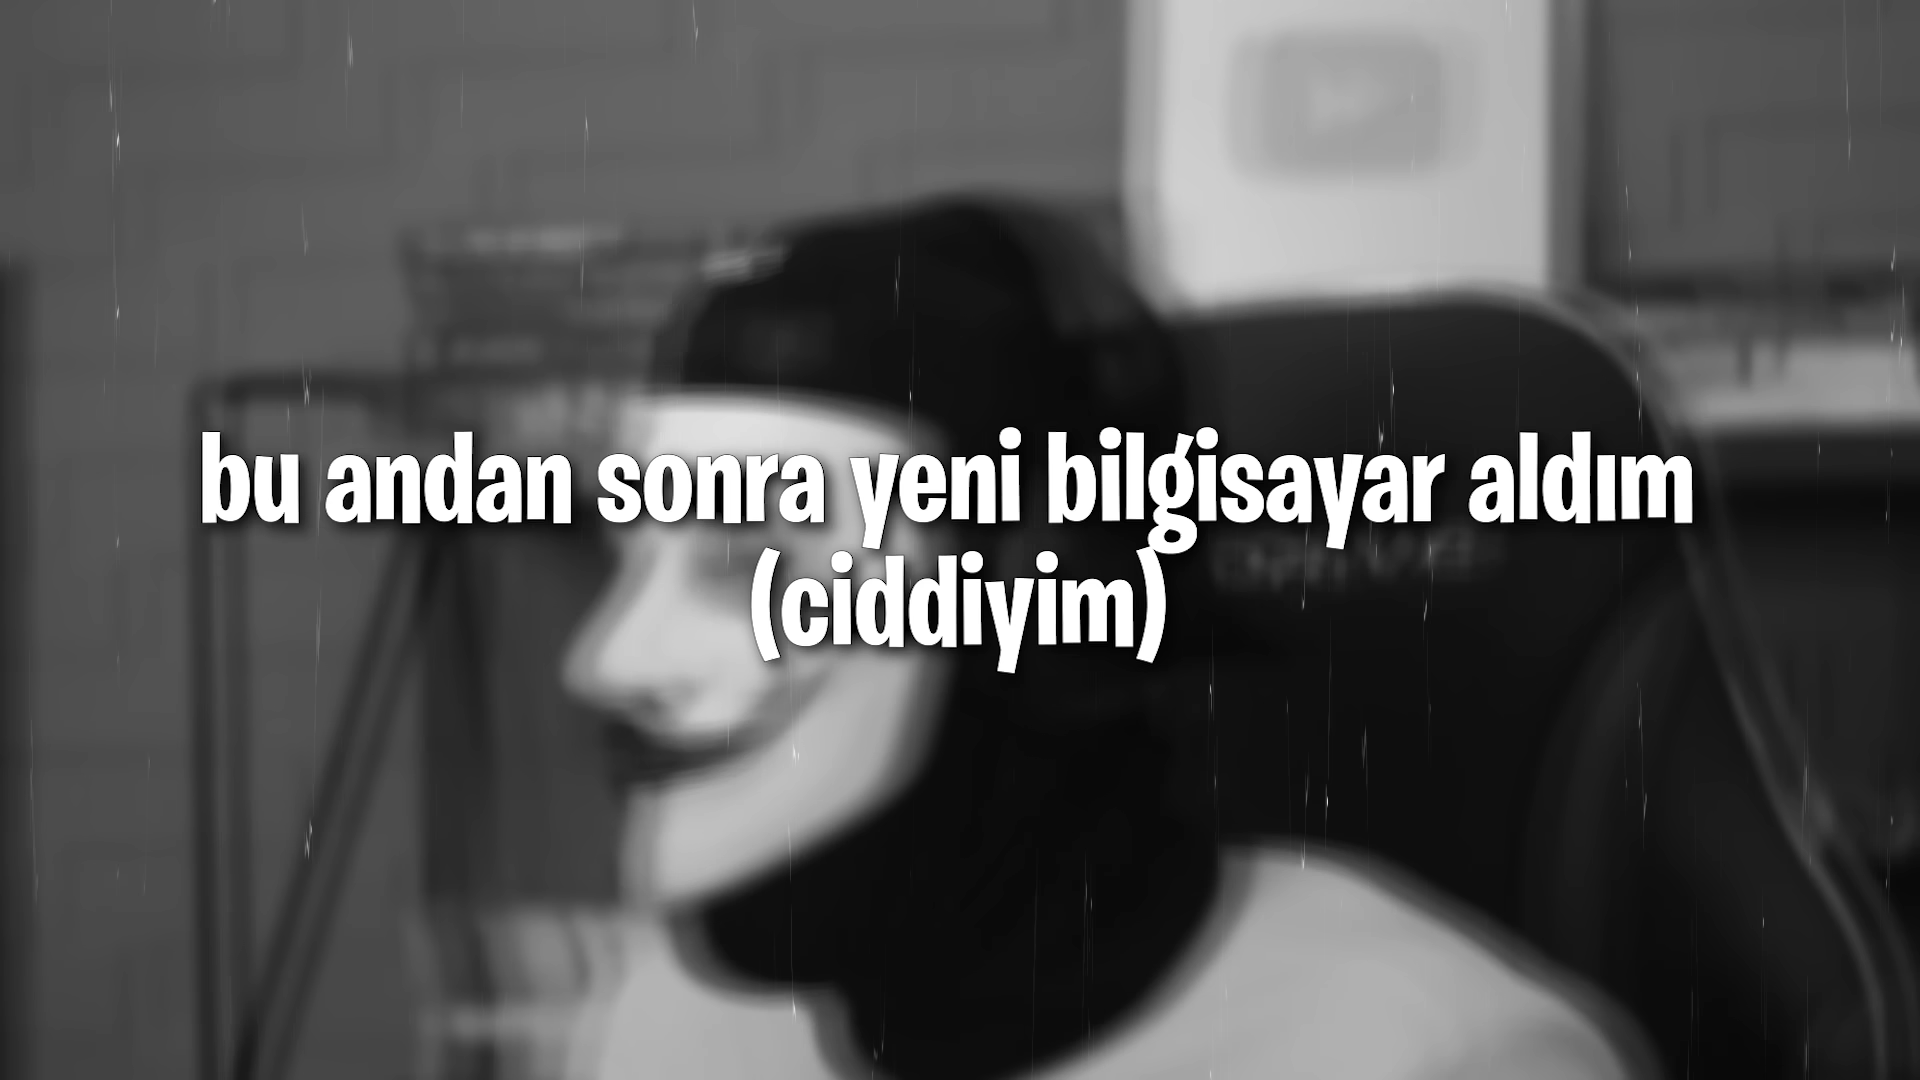 bu andan sonra yeni bilgisayar aldım
(ciddiyim)